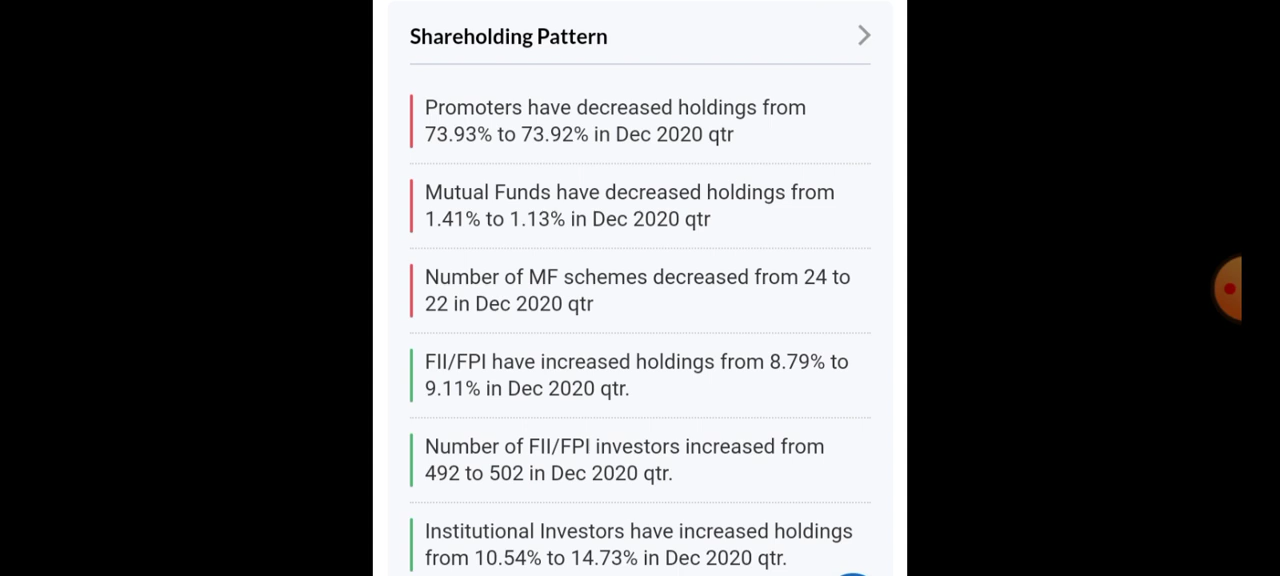 Shareholding Pattern
Promoters have decreased holdings from
73.93% to 73.92% in Dec 2020 qtr
Mutual Funds have decreased holdings from
1.41% to 1.13% in Dec 2020 qtr
Number of MF schemes decreased from 24 to
22 in Dec 2020 qtr
FII/FPI have increased holdings from 8.79% to
9.11% in Dec 2020 qtr.
Number of FII/FPI investors increased from
492 to 502 in Dec 2020 qtr.
Institutional Investors have increased holdings
from 10.54% to 14.73% in Dec 2020 qtr.